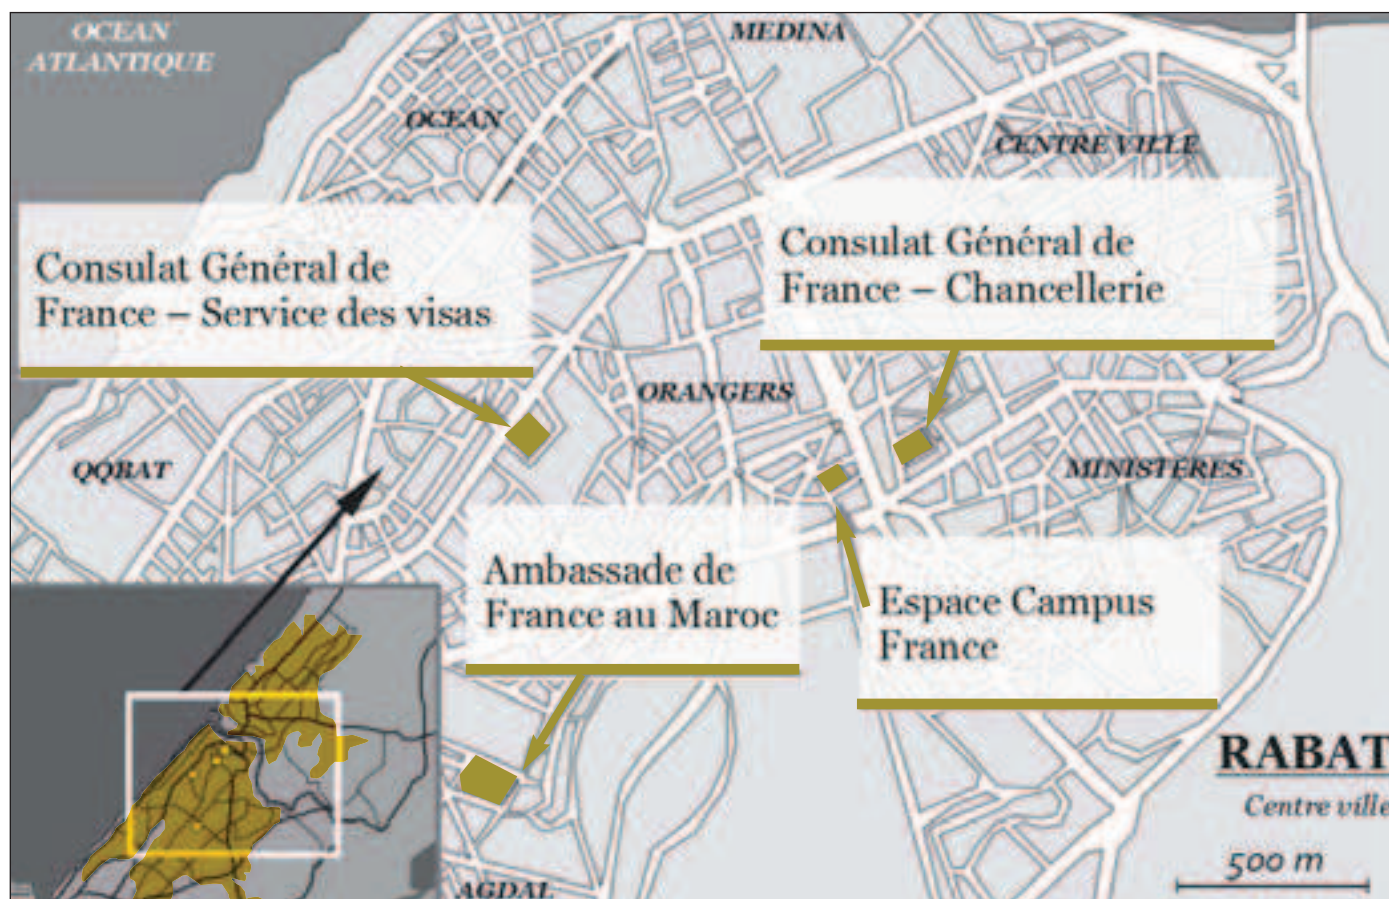 OCEAN
ATLANTIQUE
MEDINA
OCEAN
CENTRE VILLE
Consulat Général de
France – Service des visas
Consulat Général de
France – Chancellerie
ORANGERS
QQBAT
MINISTERES
Ambassade de
France au Maroc
Espace Campus
France
RABAT
Centre ville
500 m
AGDAL